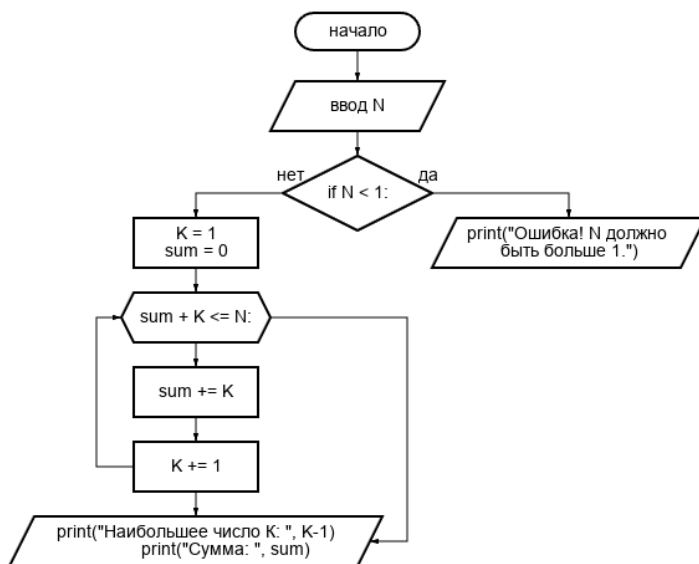 начало
ввод N
нет
да
if N < 1:
K = 1
sum = 0
print("Ошибка! N должно
быть больше 1.")
sum + K <= N:
sum += K
K += 1
print("Наибольшее число К: ", K-1)
print("Сумма: ", sum)